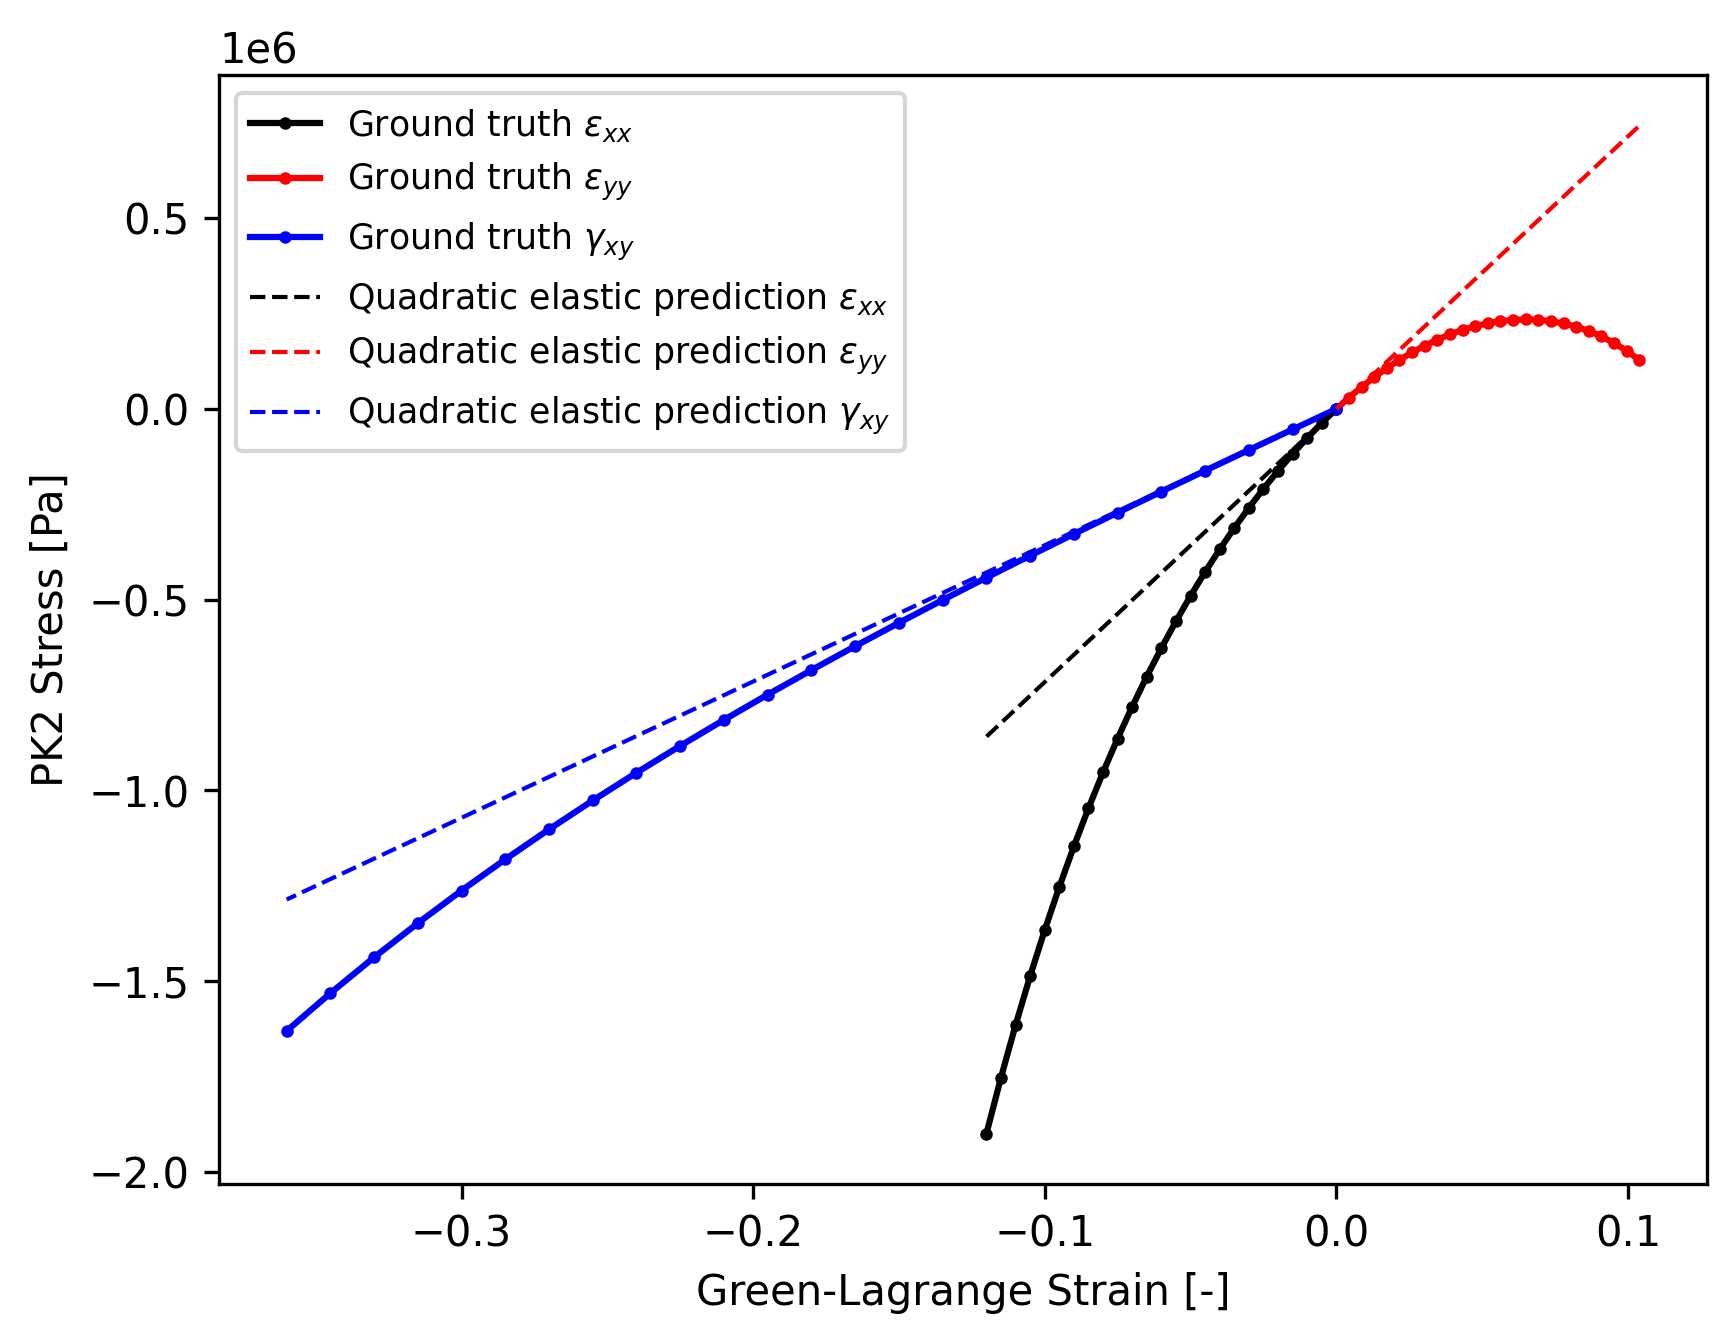 1e6
Ground truth εxx
Ground truth εyy
Ground truth γxy
Quadratic elastic prediction εxx
Quadratic elastic prediction εyy
Quadratic elastic prediction γxy
0.5
0.0
−0.5
−1.0
−1.5
−2.0
PK2 Stress [Pa]
−0.3 −0.2 −0.1 0.0 0.1
Green-Lagrange Strain [-]